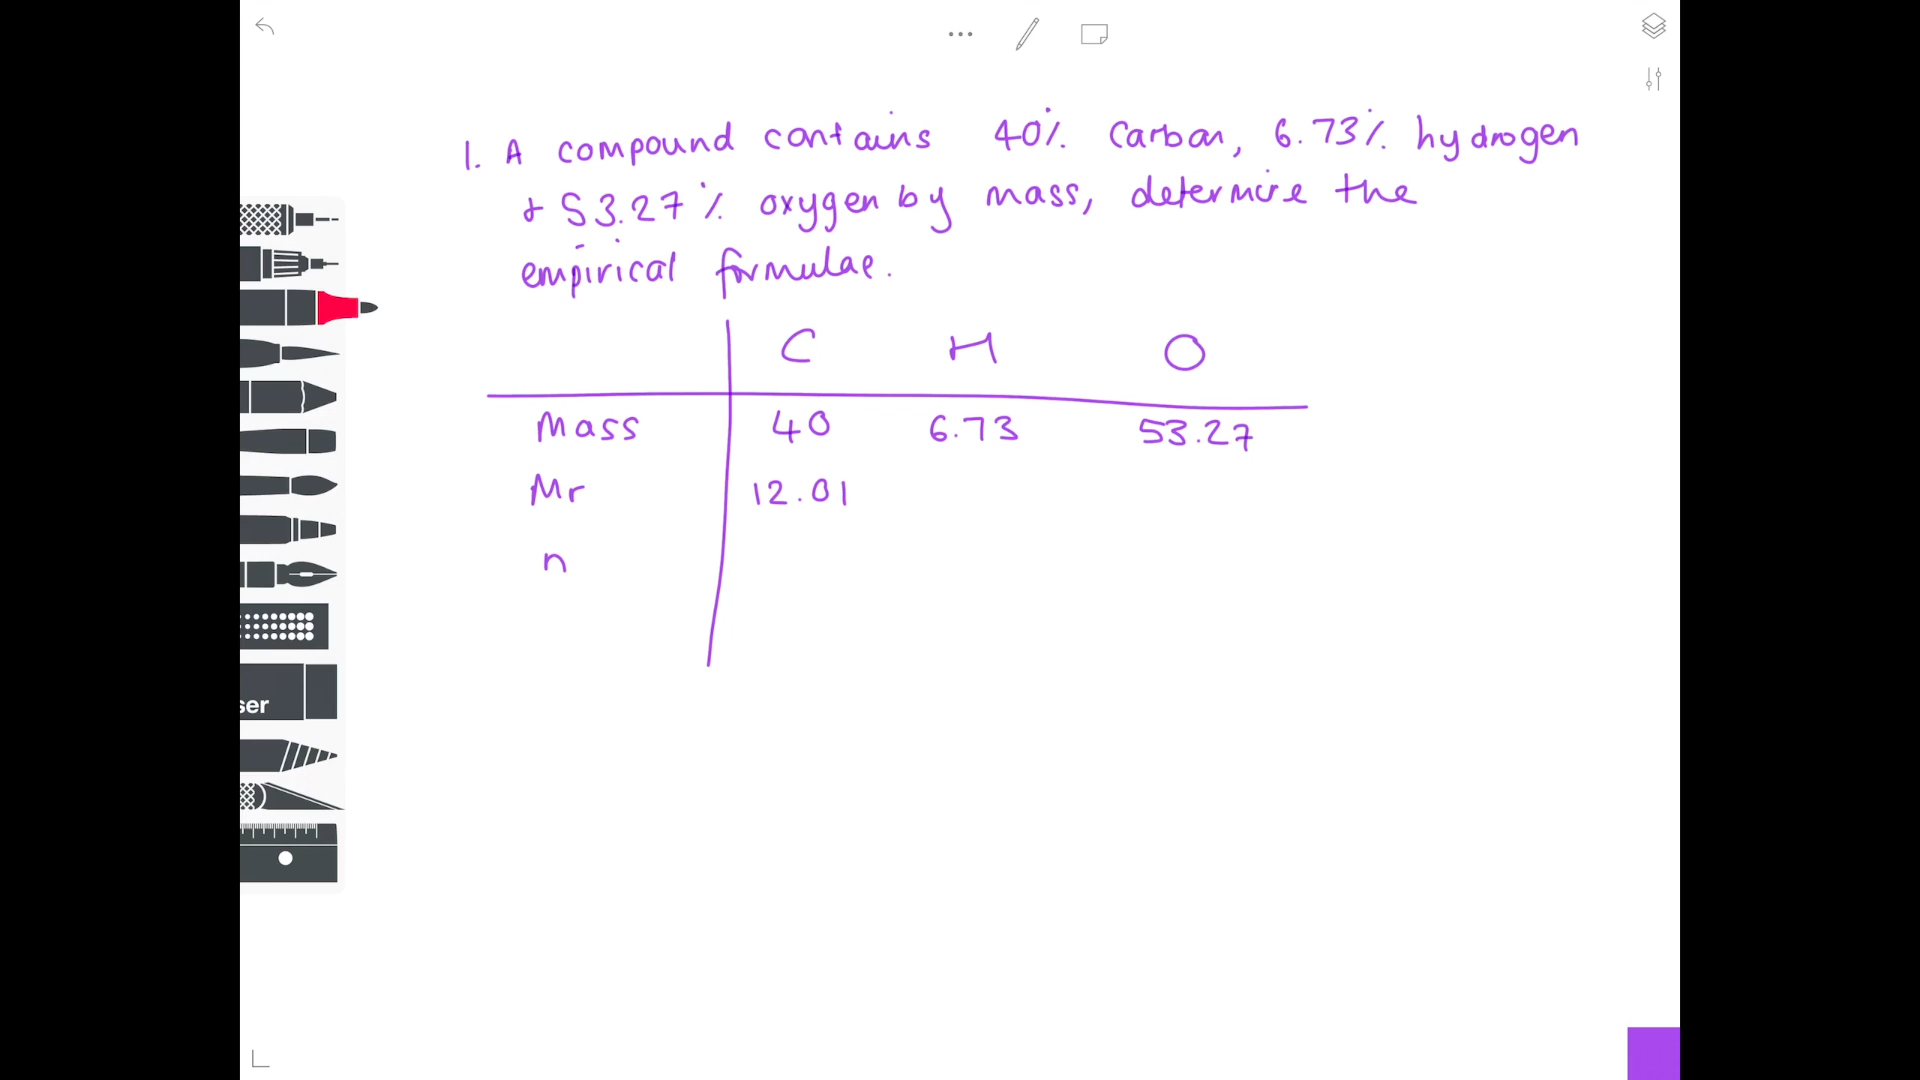 1. A compound contains 40% Carbon, 6.73% hydrogen
& 53.27% oxygen by mass, determine the
empirical formulae.
C H O
Mass 40 6.73 53.27
Mr 12.01
n
ser